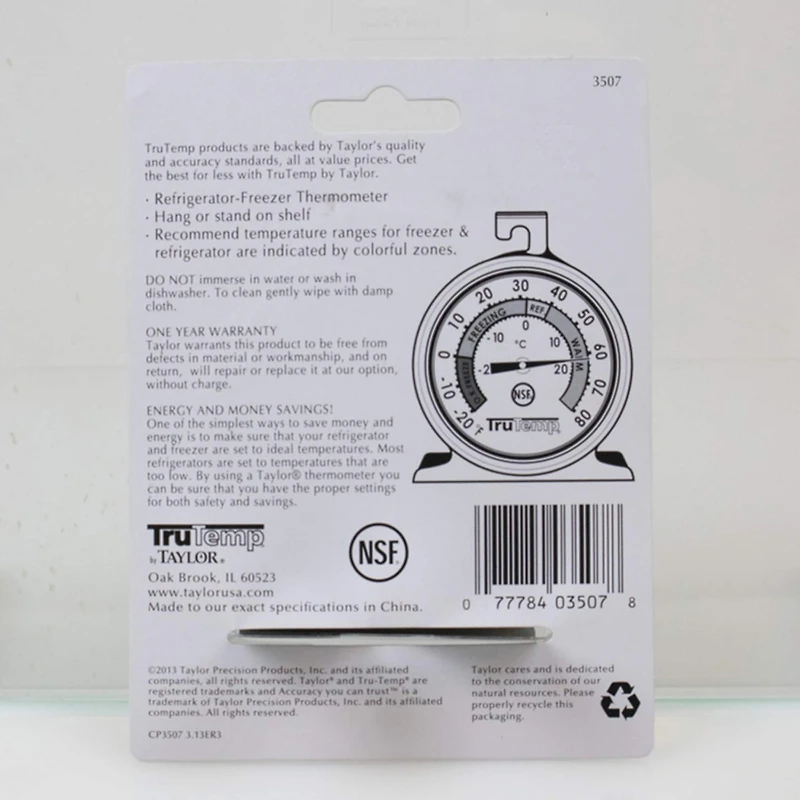 3507
TruTemp products are backed by Taylor's quality
and accuracy standards, all at value prices. Get
the best for less with TruTemp by Taylor.
· Refrigerator-Freezer Thermometer
· Hang or stand on shelf
· Recommend temperature ranges for freezer &
refrigerator are indicated by colorful zones.
DO NOT immerse in water or wash in
dishwasher. To clean gently wipe with damp
cloth.
ONE YEAR WARRANTY
Taylor warrants this product to be free from
defects in material or workmanship, and on
return, will repair or replace it at our option,
without charge.
ENERGY AND MONEY SAVINGS!
One of the simplest ways to save money and
energy is to make sure that your refrigerator
and freezer are set to ideal temperatures. Most
refrigerators are set to temperatures that are
too low. By using a Taylor® thermometer you
can be sure that you have the proper settings
for both safety and savings.
-20 -10 0 10 20 30 40 50 60 70 80
°F
FREEZING REF WARM
-10 0 10 20
°C
NSF
TruTemp
TruTemp
by TAYLOR®
NSF
Oak Brook, IL 60523
www.taylorusa.com
Made to our exact specifications in China.
0 77784 03507 8
©2013 Taylor Precision Products, Inc. and its affiliated
companies, all rights reserved. Taylor® and Tru-Temp® are
registered trademarks and Accuracy you can trust™ is a
trademark of Taylor Precision Products, Inc. and its affiliated
companies. All rights reserved.
CP3507 3.13ER3
Taylor cares and is dedicated
to the conservation of our
natural resources. Please
properly recycle this
packaging.